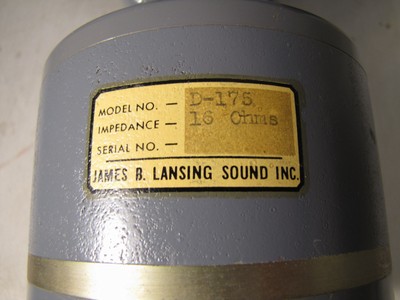 MODEL NO. — D-175
IMPEDANCE — 16 Ohms
SERIAL NO. —
JAMES B. LANSING SOUND INC.